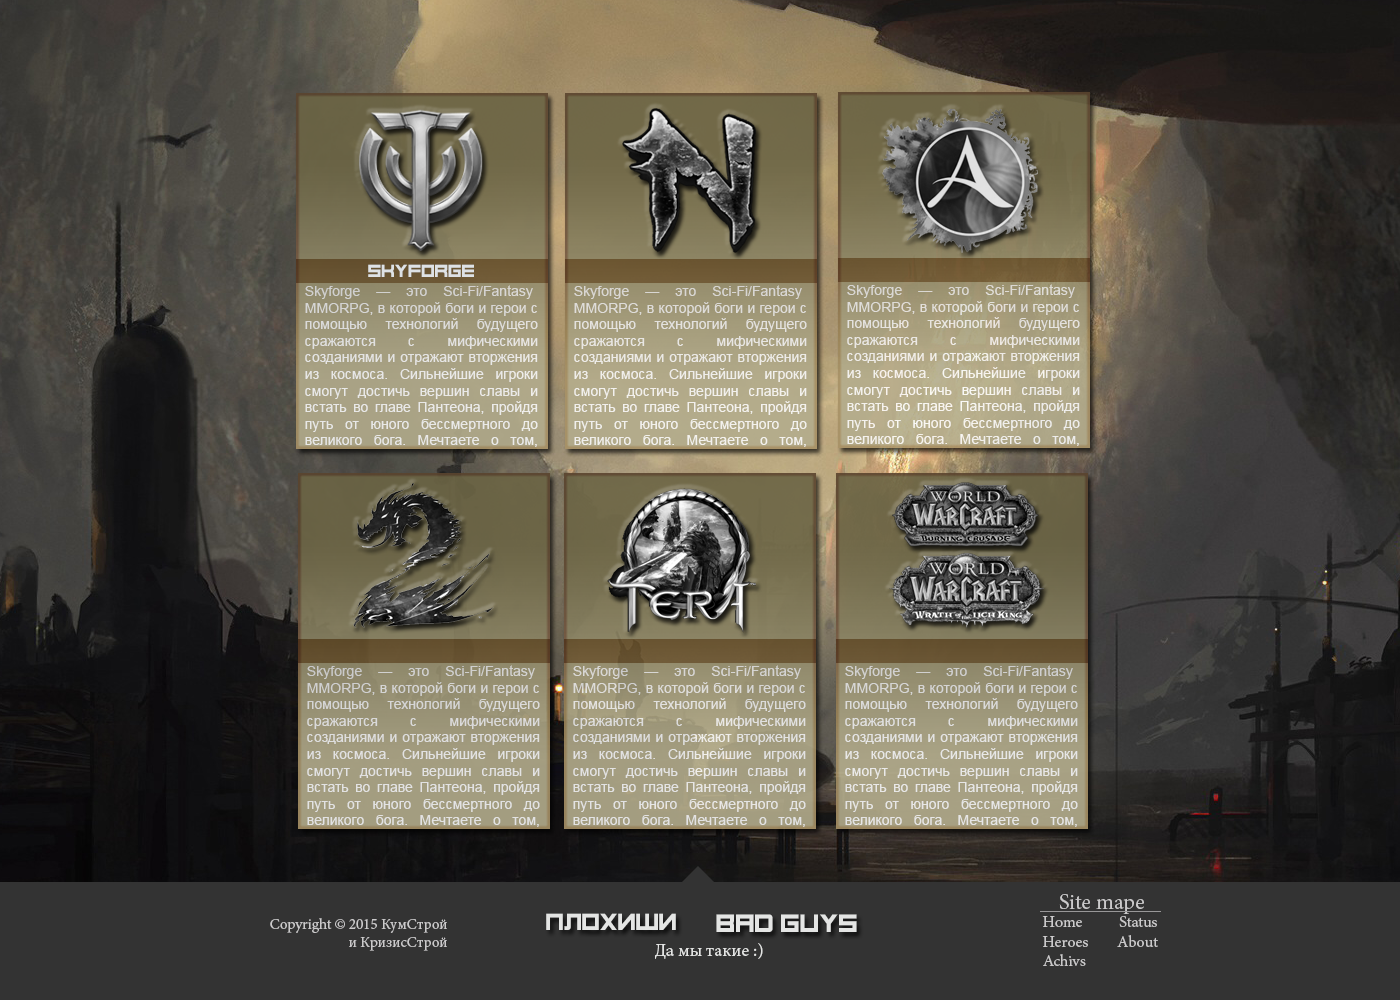 SKYFORGE
Skyforge — это Sci-Fi/Fantasy
MMORPG, в которой боги и герои с
помощью технологий будущего
сражаются с мифическими
созданиями и отражают вторжения
из космоса. Сильнейшие игроки
смогут достичь вершин славы и
встать во главе Пантеона, пройдя
путь от юного бессмертного до
великого бога. Мечтаете о том,
N
Skyforge — это Sci-Fi/Fantasy
MMORPG, в которой боги и герои с
помощью технологий будущего
сражаются с мифическими
созданиями и отражают вторжения
из космоса. Сильнейшие игроки
смогут достичь вершин славы и
встать во главе Пантеона, пройдя
путь от юного бессмертного до
великого бога. Мечтаете о том,
A
Skyforge — это Sci-Fi/Fantasy
MMORPG, в которой боги и герои с
помощью технологий будущего
сражаются с мифическими
созданиями и отражают вторжения
из космоса. Сильнейшие игроки
смогут достичь вершин славы и
встать во главе Пантеона, пройдя
путь от юного бессмертного до
великого бога. Мечтаете о том,
2
Skyforge — это Sci-Fi/Fantasy
MMORPG, в которой боги и герои с
помощью технологий будущего
сражаются с мифическими
созданиями и отражают вторжения
из космоса. Сильнейшие игроки
смогут достичь вершин славы и
встать во главе Пантеона, пройдя
путь от юного бессмертного до
великого бога. Мечтаете о том,
TERA
Skyforge — это Sci-Fi/Fantasy
MMORPG, в которой боги и герои с
помощью технологий будущего
сражаются с мифическими
созданиями и отражают вторжения
из космоса. Сильнейшие игроки
смогут достичь вершин славы и
встать во главе Пантеона, пройдя
путь от юного бессмертного до
великого бога. Мечтаете о том,
WORLD
WARCRAFT
BURNING CRUSADE
WORLD
WARCRAFT
WRATH of the LICH KING
Skyforge — это Sci-Fi/Fantasy
MMORPG, в которой боги и герои с
помощью технологий будущего
сражаются с мифическими
созданиями и отражают вторжения
из космоса. Сильнейшие игроки
смогут достичь вершин славы и
встать во главе Пантеона, пройдя
путь от юного бессмертного до
великого бога. Мечтаете о том,
Copyright © 2015 КумСтрой
и КризисСтрой
ПЛОХИШИ BAD GUYS
Да мы такие :)
Site mape
Home Status
Heroes About
Achivs